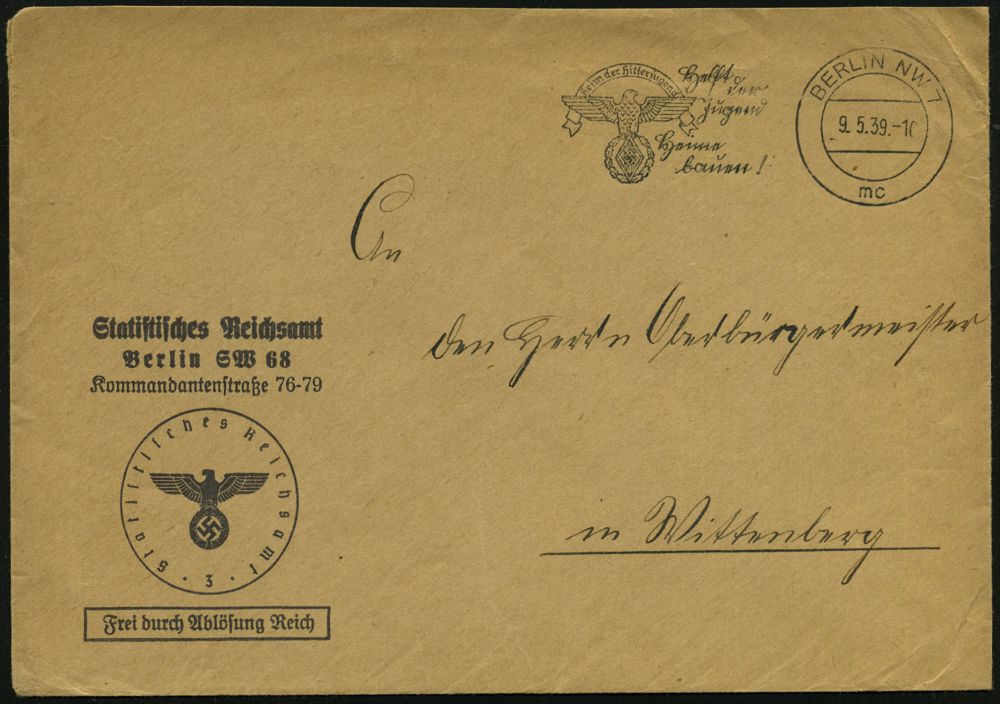 Heim der Hitlerjugend
Helft
der
Jugend
Heime
bauen!
BERLIN NW 7
9.5.39.-1
mc
An
den Herrn Oberbürgermeister
in Wittenberg
Statistisches Reichsamt
Berlin SW 68
Kommandantenstraße 76-79
Statistisches Reichsamt
· 3 ·
Frei durch Ablösung Reich